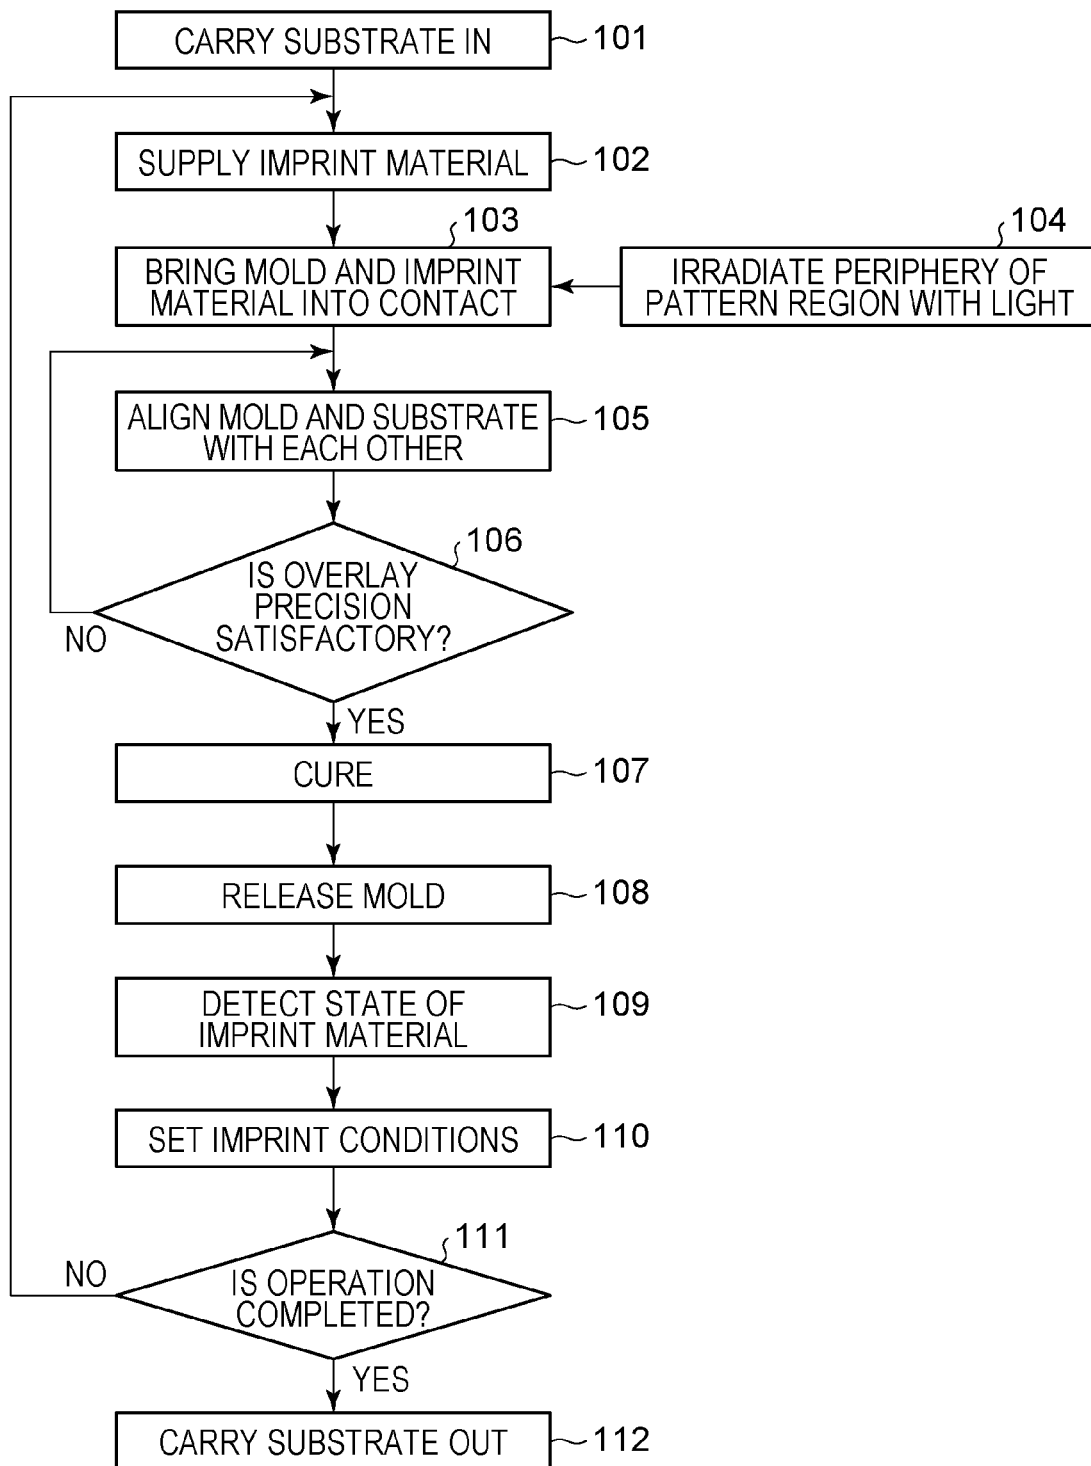 CARRY SUBSTRATE IN
101
SUPPLY IMPRINT MATERIAL
102
103
BRING MOLD AND IMPRINT
MATERIAL INTO CONTACT
104
IRRADIATE PERIPHERY OF
PATTERN REGION WITH LIGHT
ALIGN MOLD AND SUBSTRATE
WITH EACH OTHER
105
106
IS OVERLAY
PRECISION
SATISFACTORY?
NO
YES
CURE
107
RELEASE MOLD
108
DETECT STATE OF
IMPRINT MATERIAL
109
SET IMPRINT CONDITIONS
110
111
NO
IS OPERATION
COMPLETED?
YES
CARRY SUBSTRATE OUT
112